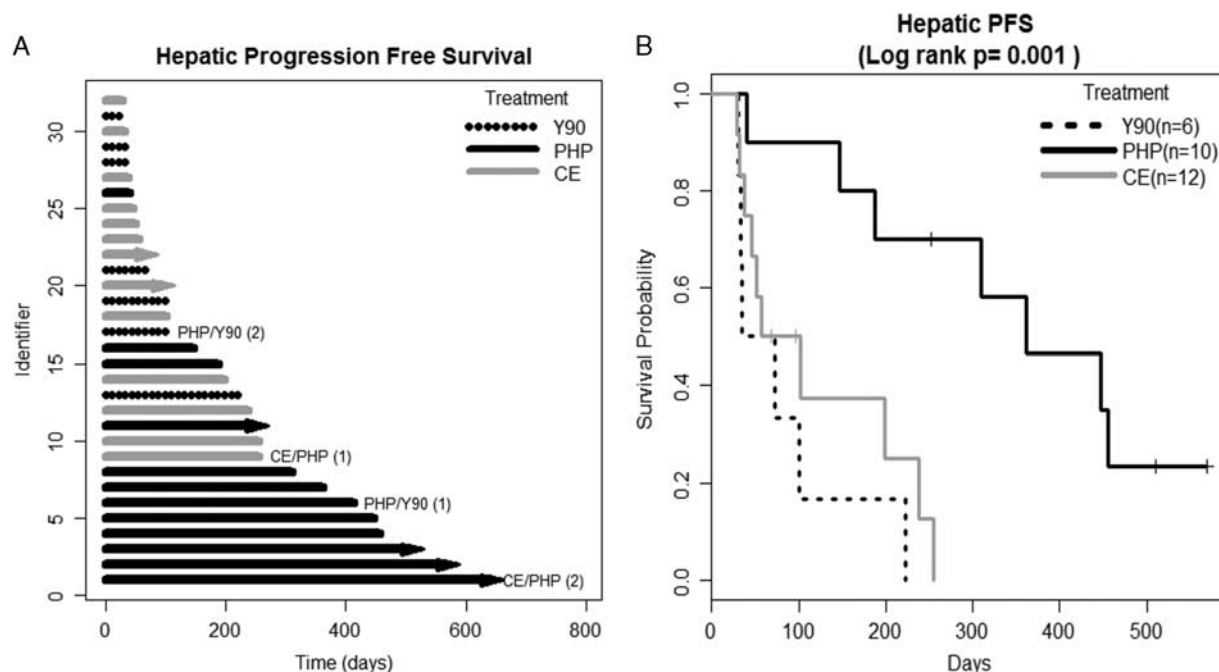 A
Hepatic Progression Free Survival
Treatment
Y90
PHP
CE
PHP/Y90 (2)
CE/PHP (1)
PHP/Y90 (1)
CE/PHP (2)
Identifier
0 5 10 15 20 25 30
0 200 400 600 800
Time (days)
B
Hepatic PFS
(Log rank p= 0.001 )
Treatment
Y90(n=6)
PHP(n=10)
CE(n=12)
Survival Probability
0.0 0.2 0.4 0.6 0.8 1.0
0 100 200 300 400 500
Days